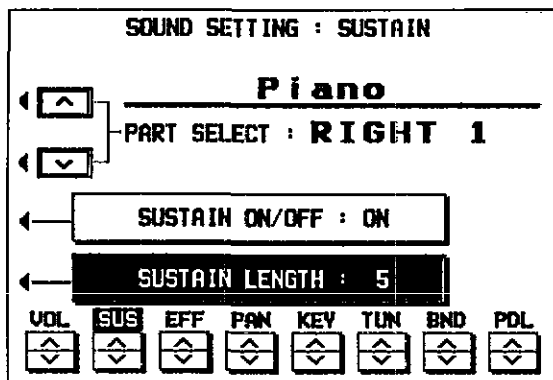 SOUND SETTING : SUSTAIN
Piano
PART SELECT : RIGHT 1
SUSTAIN ON/OFF : ON
SUSTAIN LENGTH : 5
VOL SUS EFF PAN KEY TUN BND PDL